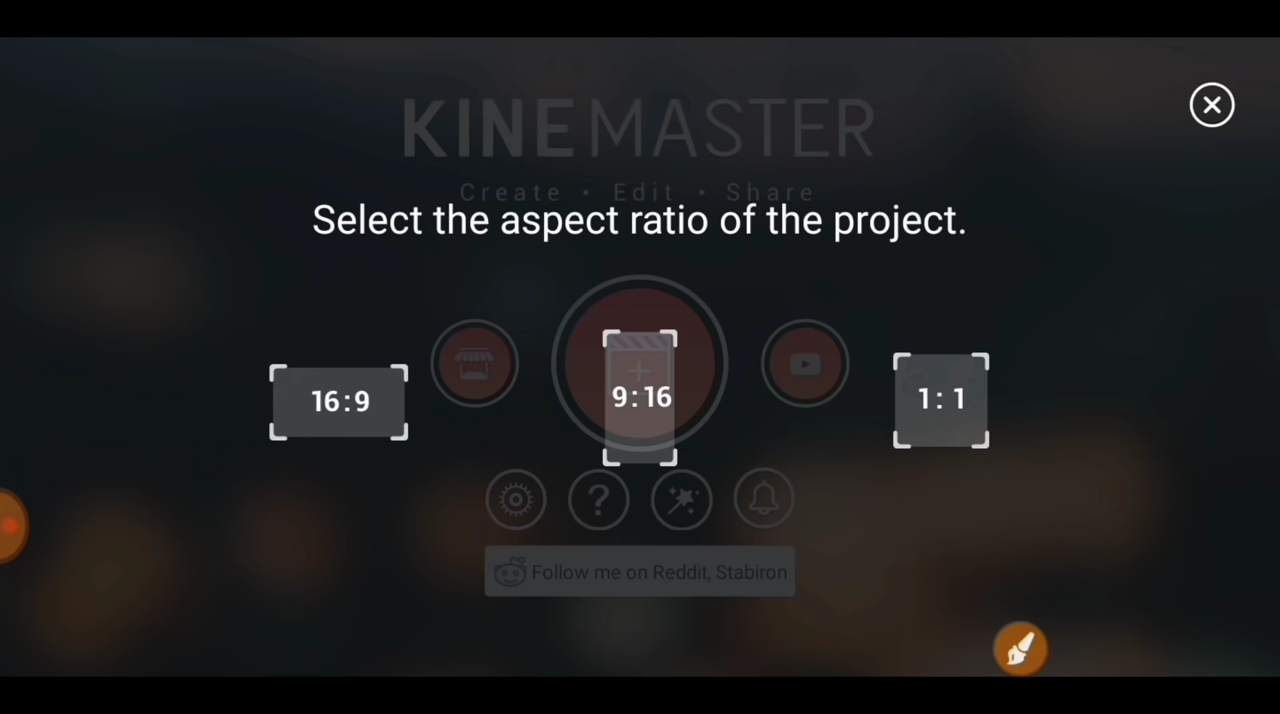 KINEMASTER
Create • Edit • Share
Select the aspect ratio of the project.
16:9
9:16
1:1
?
Follow me on Reddit, Stabiron